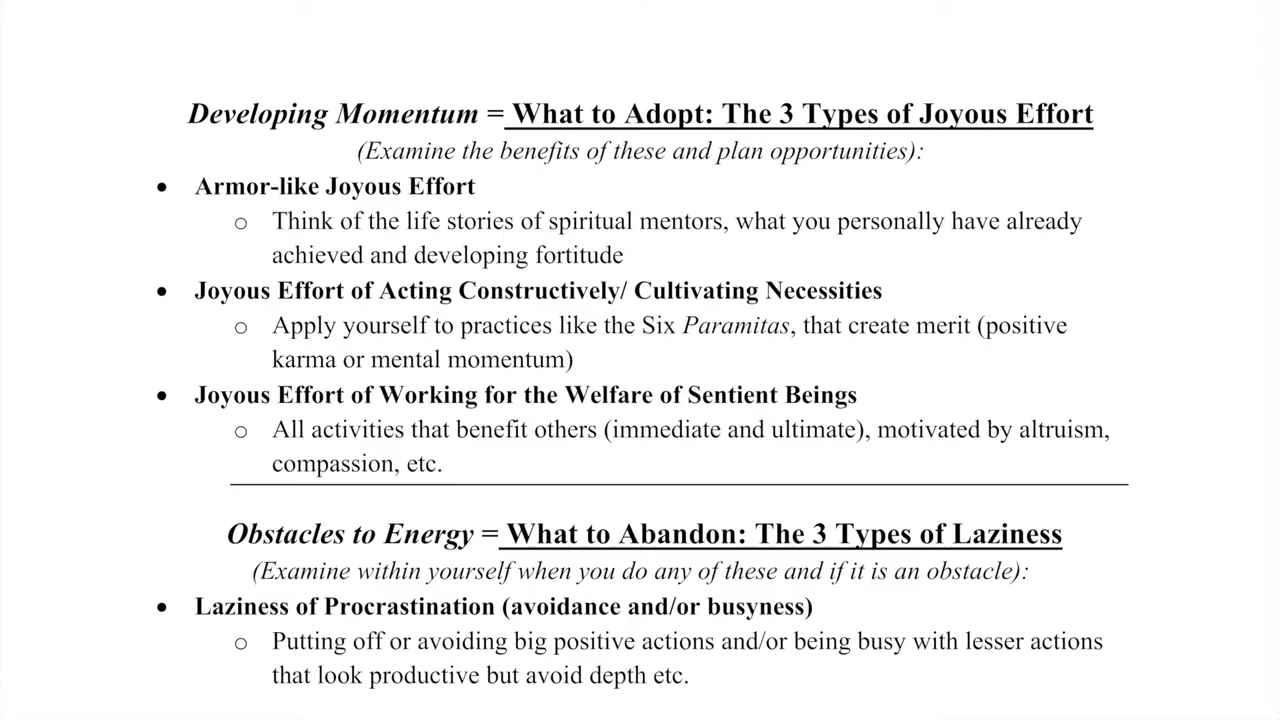 Developing Momentum = What to Adopt: The 3 Types of Joyous Effort
(Examine the benefits of these and plan opportunities):
• Armor-like Joyous Effort
o Think of the life stories of spiritual mentors, what you personally have already
achieved and developing fortitude
• Joyous Effort of Acting Constructively/ Cultivating Necessities
o Apply yourself to practices like the Six Paramitas, that create merit (positive
karma or mental momentum)
• Joyous Effort of Working for the Welfare of Sentient Beings
o All activities that benefit others (immediate and ultimate), motivated by altruism,
compassion, etc.
Obstacles to Energy = What to Abandon: The 3 Types of Laziness
(Examine within yourself when you do any of these and if it is an obstacle):
• Laziness of Procrastination (avoidance and/or busyness)
o Putting off or avoiding big positive actions and/or being busy with lesser actions
that look productive but avoid depth etc.